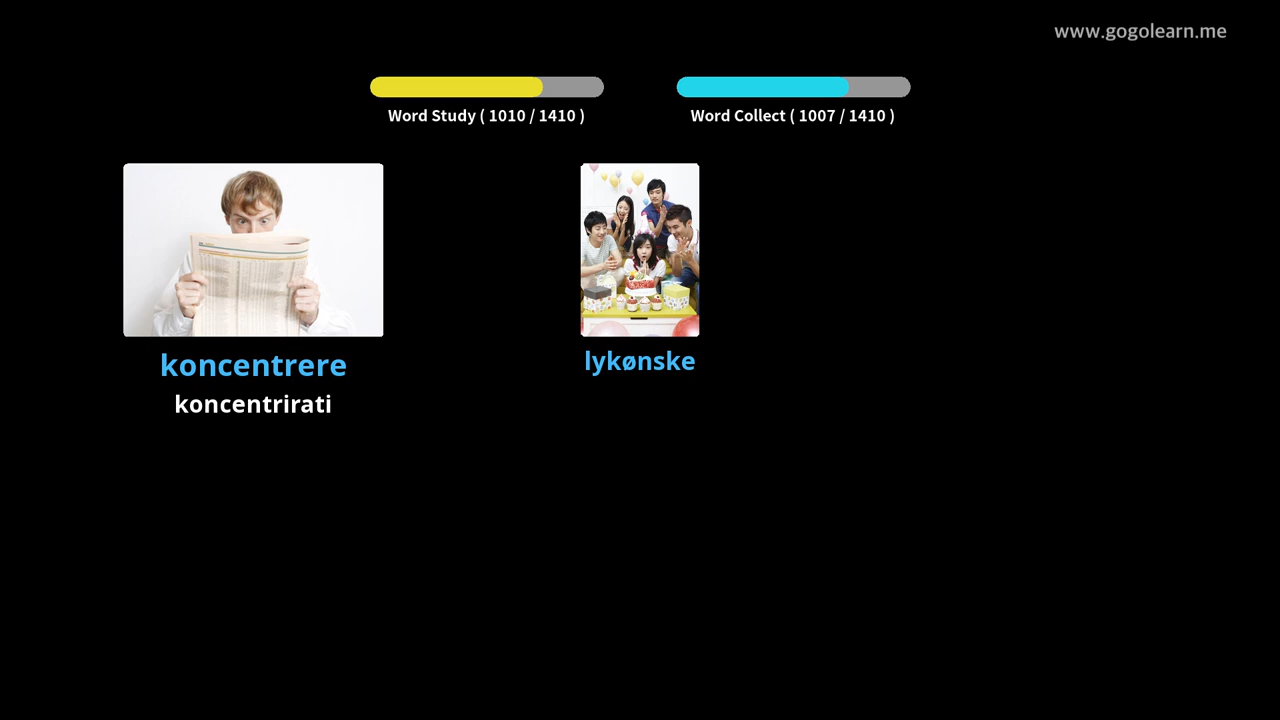 www.gogolearn.me
Word Study ( 1010 / 1410 )
Word Collect ( 1007 / 1410 )
koncentrere
koncentrirati
lykønske